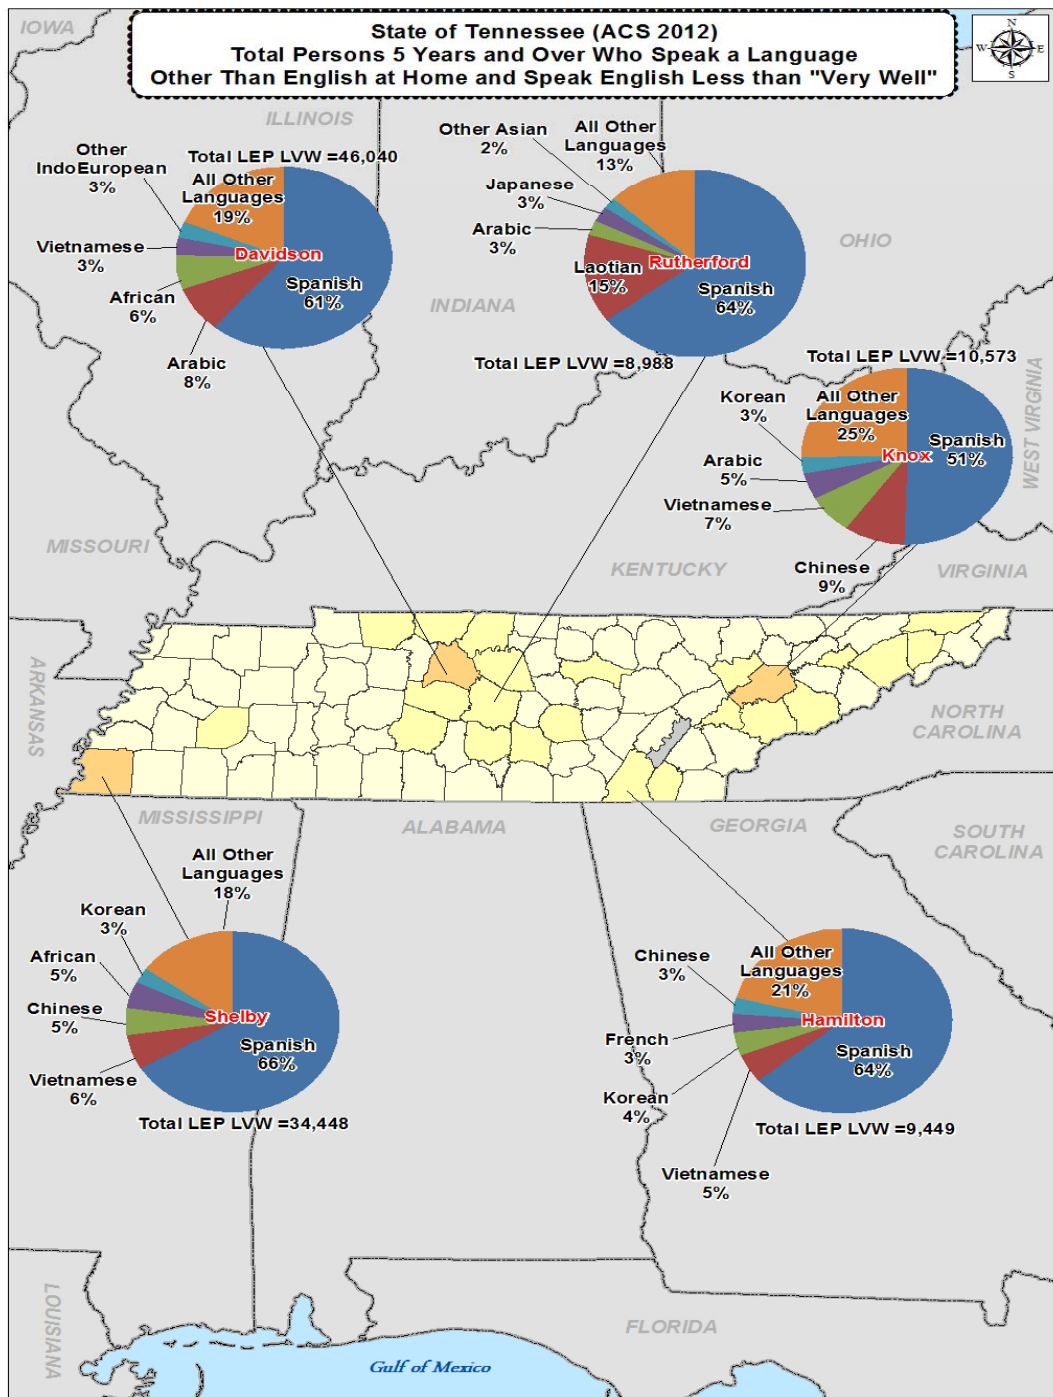 IOWA
State of Tennessee (ACS 2012)
Total Persons 5 Years and Over Who Speak a Language
Other Than English at Home and Speak English Less than "Very Well"
N
W
E
S
ILLINOIS
INDIANA
OHIO
WEST VIRGINIA
MISSOURI
KENTUCKY
VIRGINIA
Total LEP LVW =46,040
Other
IndoEuropean
3%
All Other
Languages
19%
Vietnamese
3%
Davidson
African
6%
Spanish
61%
Arabic
8%
Other Asian
2%
All Other
Languages
13%
Japanese
3%
Arabic
3%
Laotian
15%
Rutherford
Spanish
64%
Total LEP LVW =8,988
Total LEP LVW =10,573
Korean
3%
All Other
Languages
25%
Spanish
51%
Knox
Arabic
5%
Vietnamese
7%
Chinese
9%
ARKANSAS
NORTH
CAROLINA
MISSISSIPPI
ALABAMA
GEORGIA
SOUTH
CAROLINA
All Other
Languages
18%
Korean
3%
African
5%
Chinese
5%
Shelby
Spanish
66%
Vietnamese
6%
Total LEP LVW =34,448
Chinese
3%
All Other
Languages
21%
French
3%
Hamilton
Spanish
64%
Korean
4%
Total LEP LVW =9,449
Vietnamese
5%
LOUISIANA
FLORIDA
Gulf of Mexico